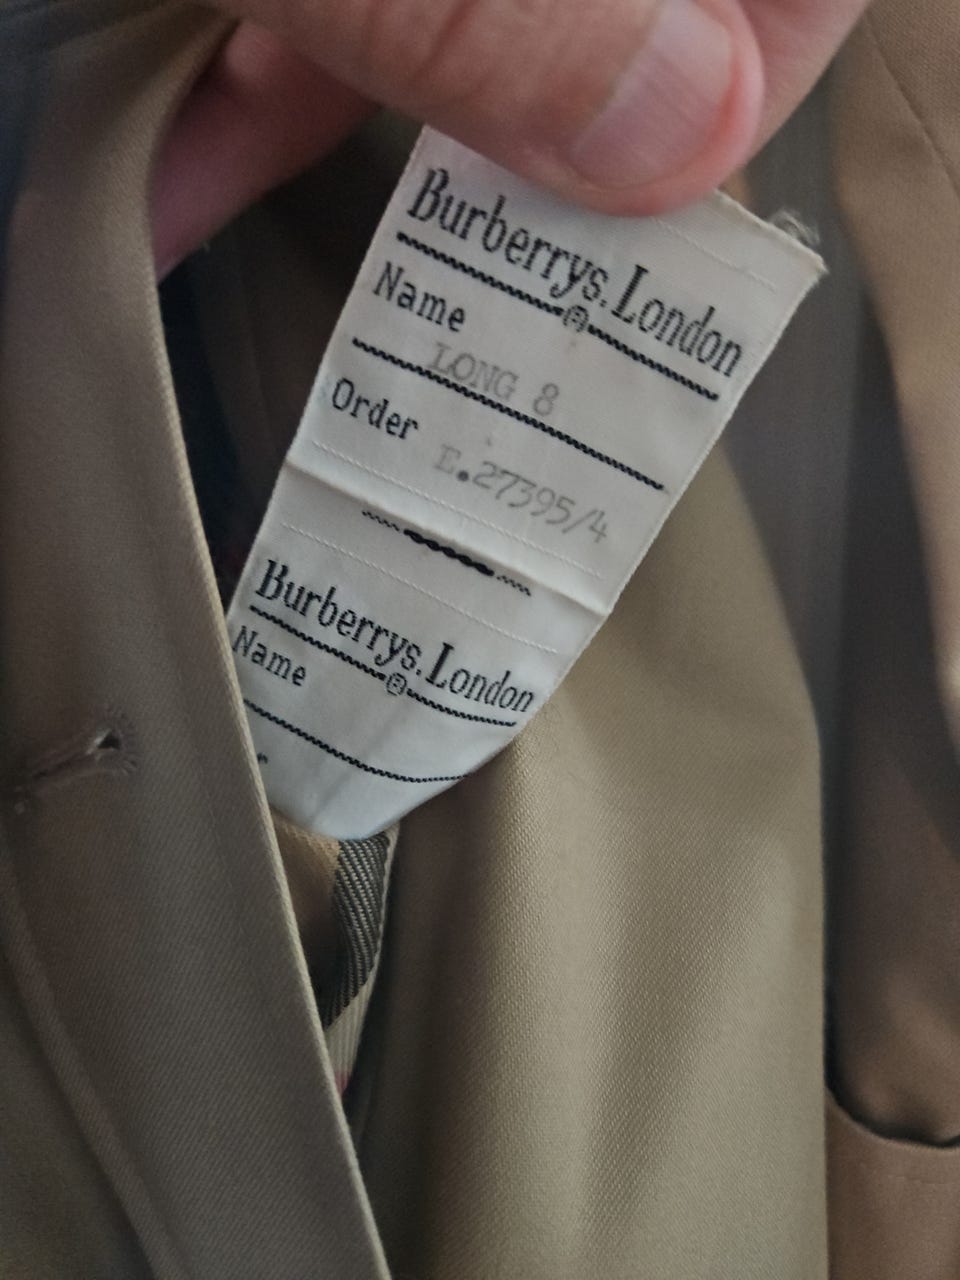 Burberrys. London
®
Name
LONG 8
Order
E.27395/4
Burberrys. London
®
Name